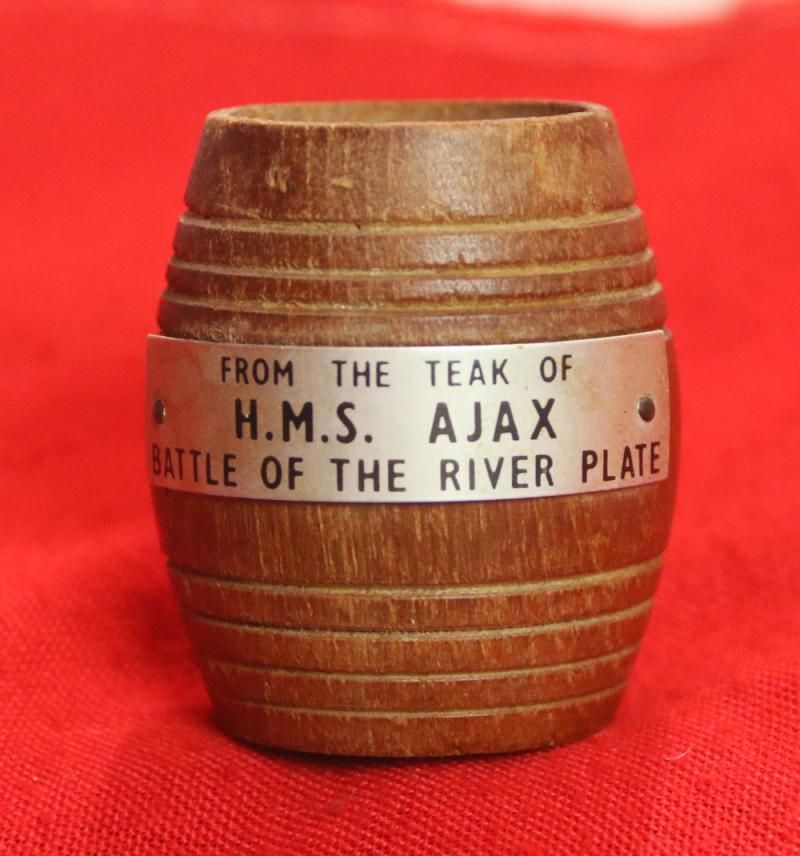 FROM THE TEAK OF
H.M.S. AJAX
BATTLE OF THE RIVER PLATE